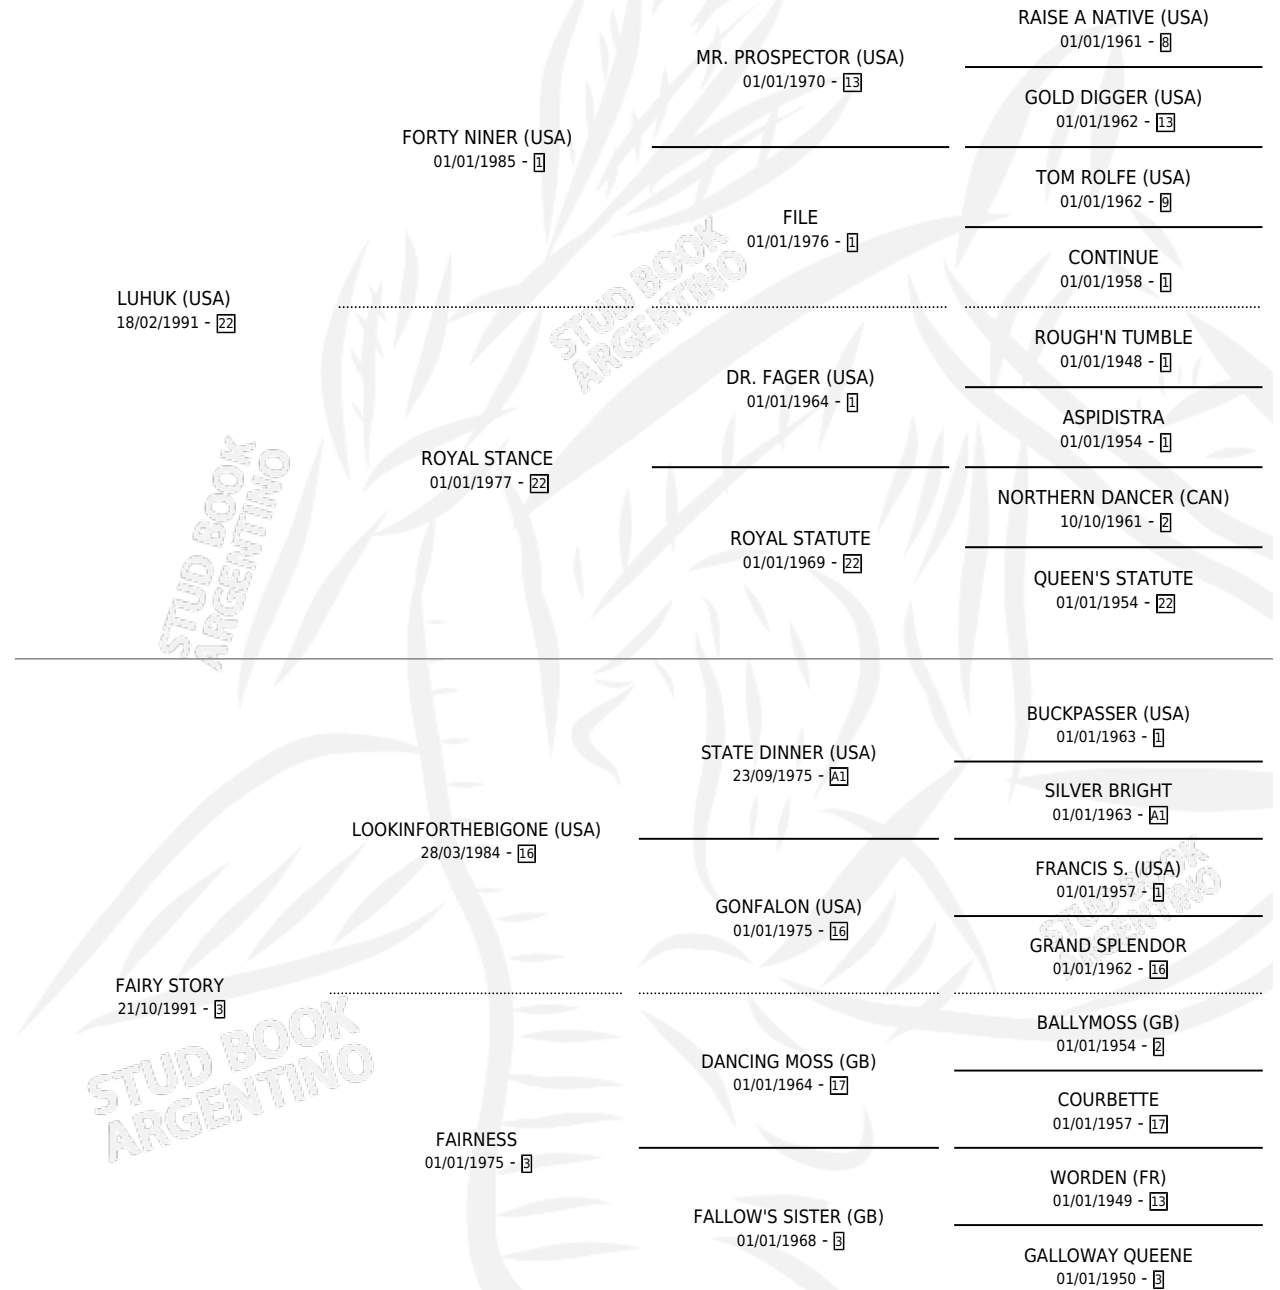 RAISE A NATIVE (USA)
01/01/1961 - 8
MR. PROSPECTOR (USA)
01/01/1970 - 13
GOLD DIGGER (USA)
01/01/1962 - 13
FORTY NINER (USA)
01/01/1985 - 1
TOM ROLFE (USA)
01/01/1962 - 9
FILE
01/01/1976 - 1
CONTINUE
01/01/1958 - 1
LUHUK (USA)
18/02/1991 - 22
ROUGH'N TUMBLE
01/01/1948 - 1
DR. FAGER (USA)
01/01/1964 - 1
ASPIDISTRA
01/01/1954 - 1
ROYAL STANCE
01/01/1977 - 22
NORTHERN DANCER (CAN)
10/10/1961 - 2
ROYAL STATUTE
01/01/1969 - 22
QUEEN'S STATUTE
01/01/1954 - 22
BUCKPASSER (USA)
01/01/1963 - 1
STATE DINNER (USA)
23/09/1975 - A1
SILVER BRIGHT
01/01/1963 - A1
LOOKINFORTHEBIGONE (USA)
28/03/1984 - 16
FRANCIS S. (USA)
01/01/1957 - 1
GONFALON (USA)
01/01/1975 - 16
GRAND SPLENDOR
01/01/1962 - 16
FAIRY STORY
21/10/1991 - 3
BALLYMOSS (GB)
01/01/1954 - 2
DANCING MOSS (GB)
01/01/1964 - 17
COURBETTE
01/01/1957 - 17
FAIRNESS
01/01/1975 - 3
WORDEN (FR)
01/01/1949 - 13
FALLOW'S SISTER (GB)
01/01/1968 - 3
GALLOWAY QUEENE
01/01/1950 - 3
STUD BOOK
ARGENTINO
STUD BOOK
ARGENTINO
STUD BOOK
ARGENTINO
STUD BOOK
ARGENTINO